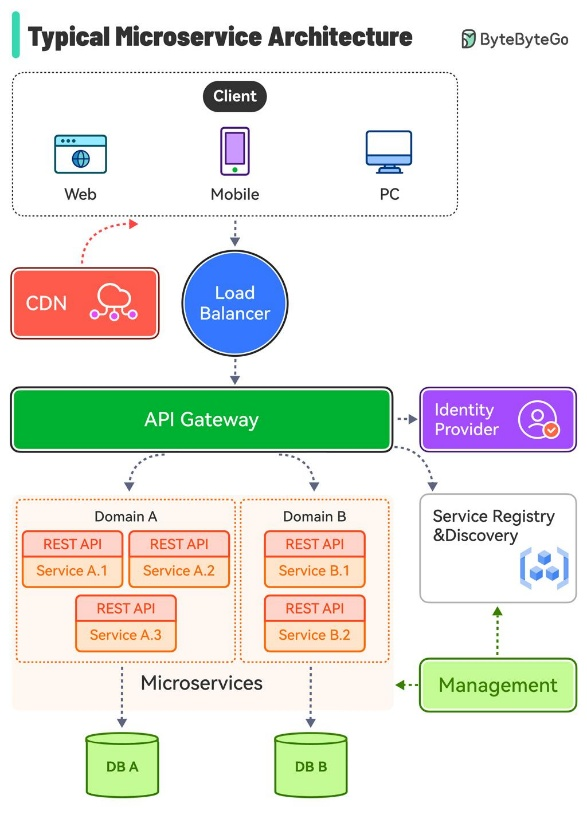 Typical Microservice Architecture
ByteByteGo
Client
Web
Mobile
PC
CDN
Load
Balancer
API Gateway
Identity
Provider
Domain A
REST API
Service A.1
REST API
Service A.2
REST API
Service A.3
Domain B
REST API
Service B.1
REST API
Service B.2
Service Registry
&Discovery
Microservices
Management
DB A
DB B